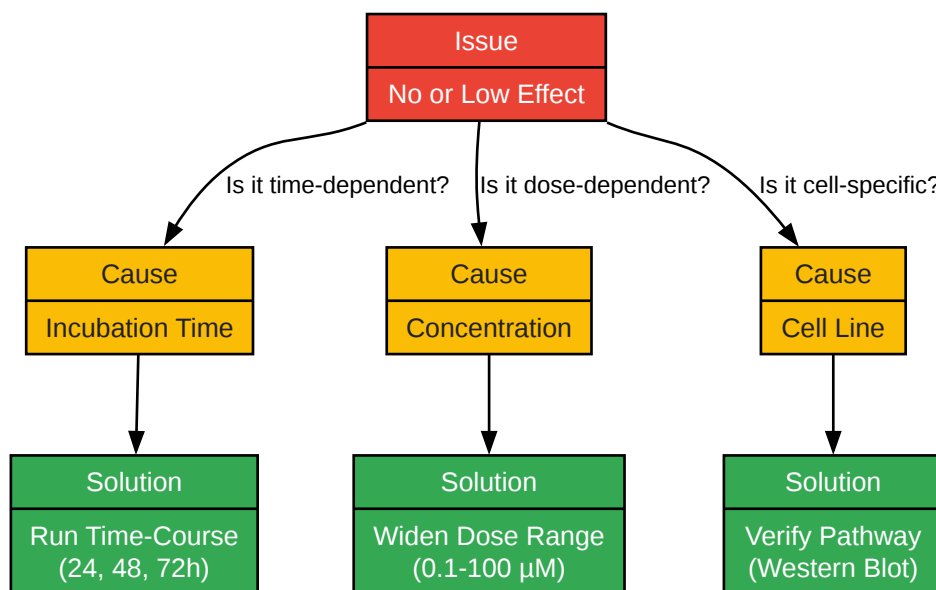 Issue
No or Low Effect
Is it time-dependent?
Is it dose-dependent?
Is it cell-specific?
Cause
Incubation Time
Cause
Concentration
Cause
Cell Line
Solution
Run Time-Course
(24, 48, 72h)
Solution
Widen Dose Range
(0.1-100 µM)
Solution
Verify Pathway
(Western Blot)